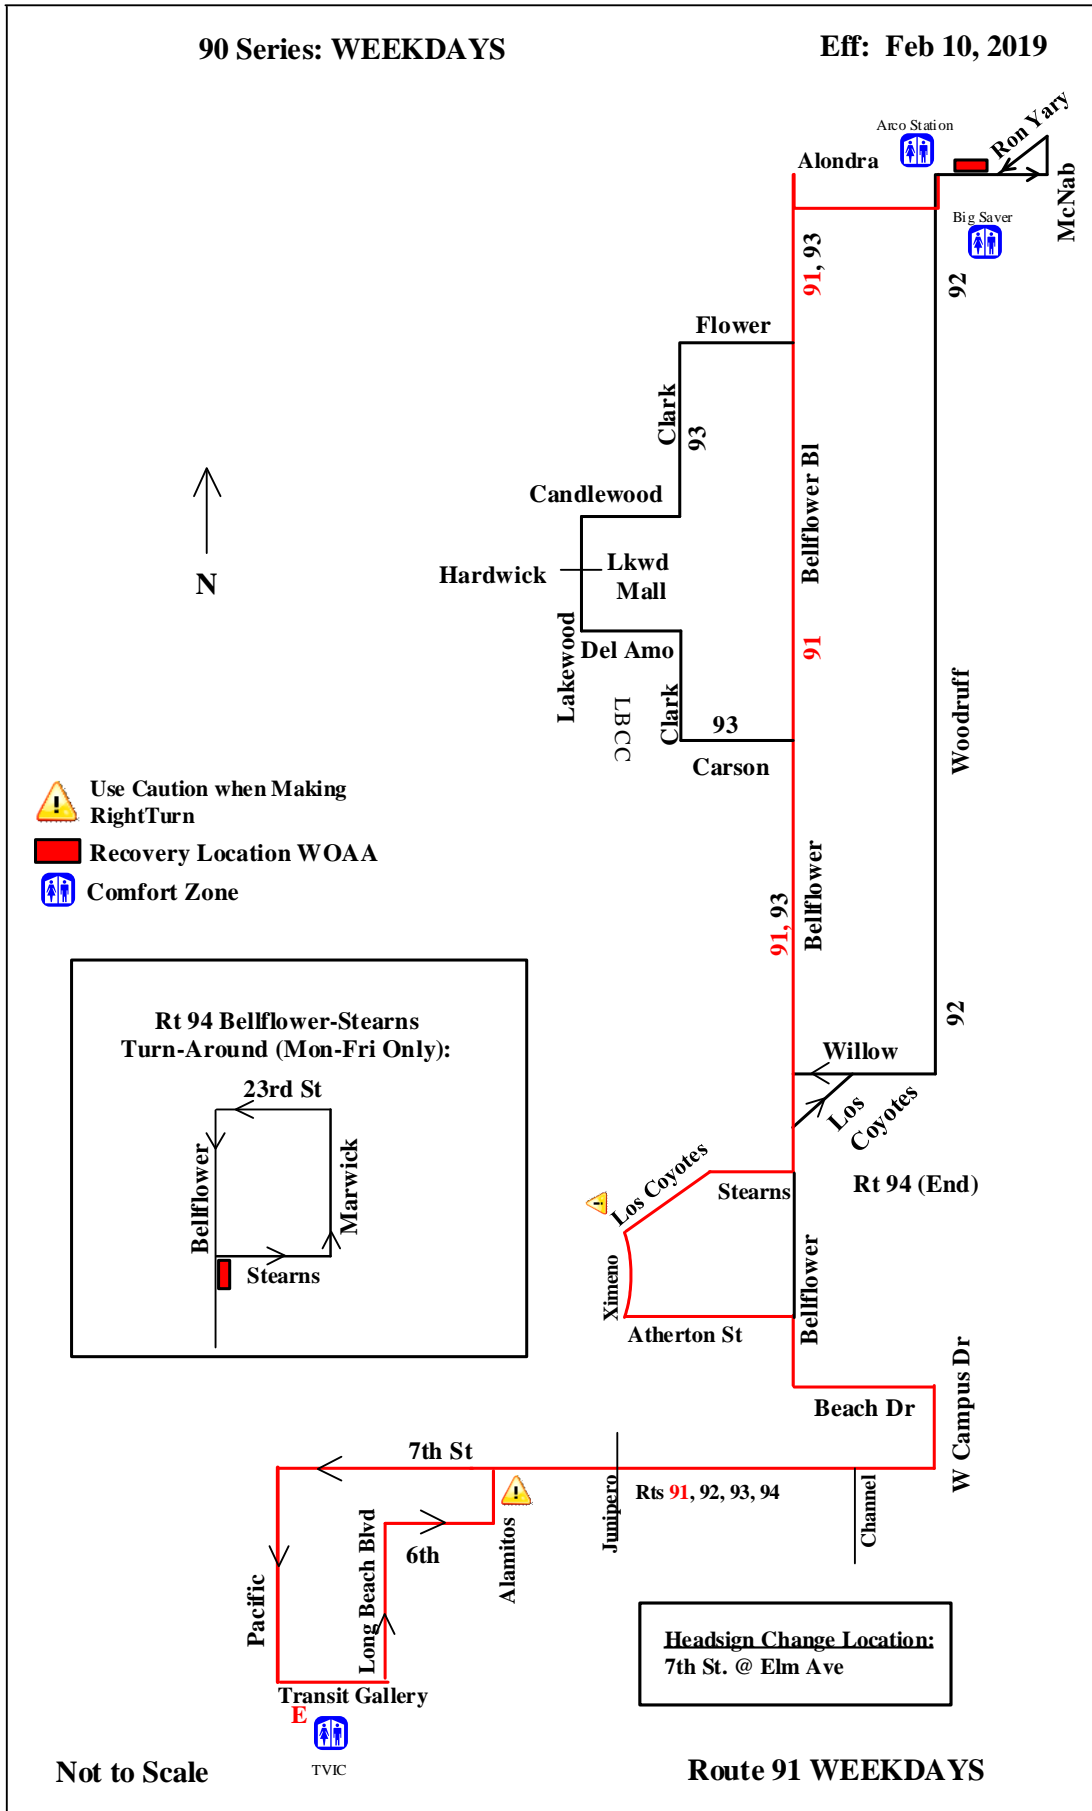 90 Series: WEEKDAYS
Eff: Feb 10, 2019
Arco Station
Ron Yary
Alondra
McNab
Big Saver
91, 93
92
Flower
Clark
93
Bellflower Bl
Candlewood
Hardwick
Lkwd
Mall
N
Lakewood
Del Amo
91
LBCC
Clark
93
Carson
Woodruff
Use Caution when Making
RightTurn
Recovery Location WOAA
Comfort Zone
91, 93
Bellflower
92
Rt 94 Bellflower-Stearns
Turn-Around (Mon-Fri Only):
23rd St
Bellflower
Marwick
Stearns
Willow
Los
Coyotes
Los Coyotes
Stearns
Rt 94 (End)
Ximeno
Bellflower
Atherton St
Beach Dr
W Campus Dr
7th St
Junipero
Rts 91, 92, 93, 94
Channel
Long Beach Blvd
6th
Alamitos
Pacific
Headsign Change Location:
7th St. @ Elm Ave
Transit Gallery
E
TVIC
Not to Scale
Route 91 WEEKDAYS